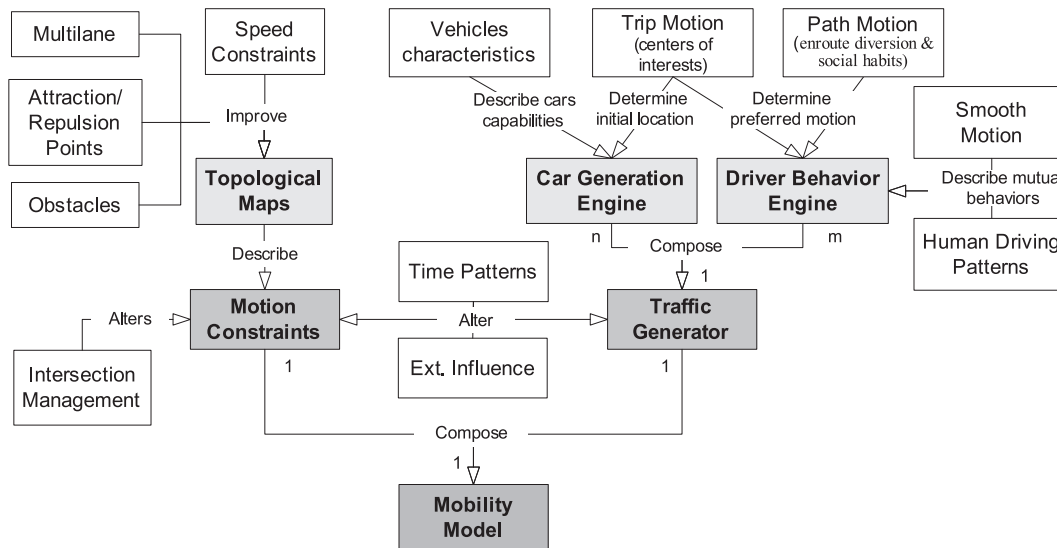 Multilane
Speed
Constraints
Vehicles
characteristics
Trip Motion
(centers of
interests)
Path Motion
(enroute diversion &
social habits)
Attraction/
Repulsion
Points
Improve
Describe cars
capabilities
Determine
initial location
Determine
preferred motion
Smooth
Motion
Obstacles
Topological
Maps
Car Generation
Engine
Driver Behavior
Engine
Describe mutual
behaviors
Human Driving
Patterns
n
Compose
m
1
Describe
Time Patterns
Alters
Motion
Constraints
Alter
Traffic
Generator
1
1
Intersection
Management
Ext. Influence
Compose
1
Mobility
Model